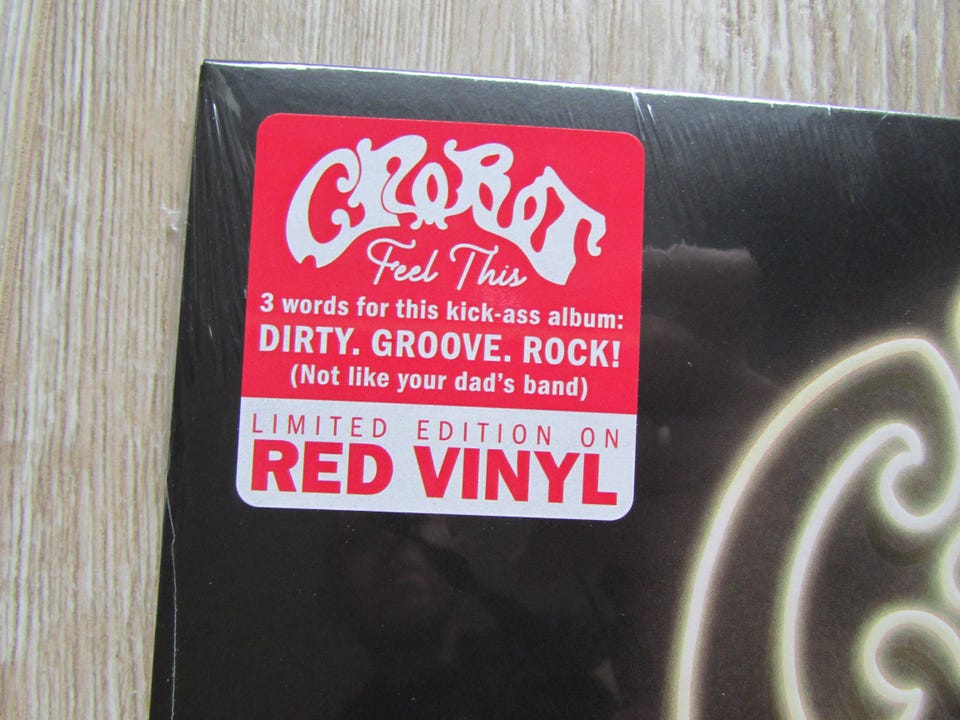 CROBOT
Feel This
3 words for this kick-ass album:
DIRTY. GROOVE. ROCK!
(Not like your dad's band)
LIMITED EDITION ON
RED VINYL